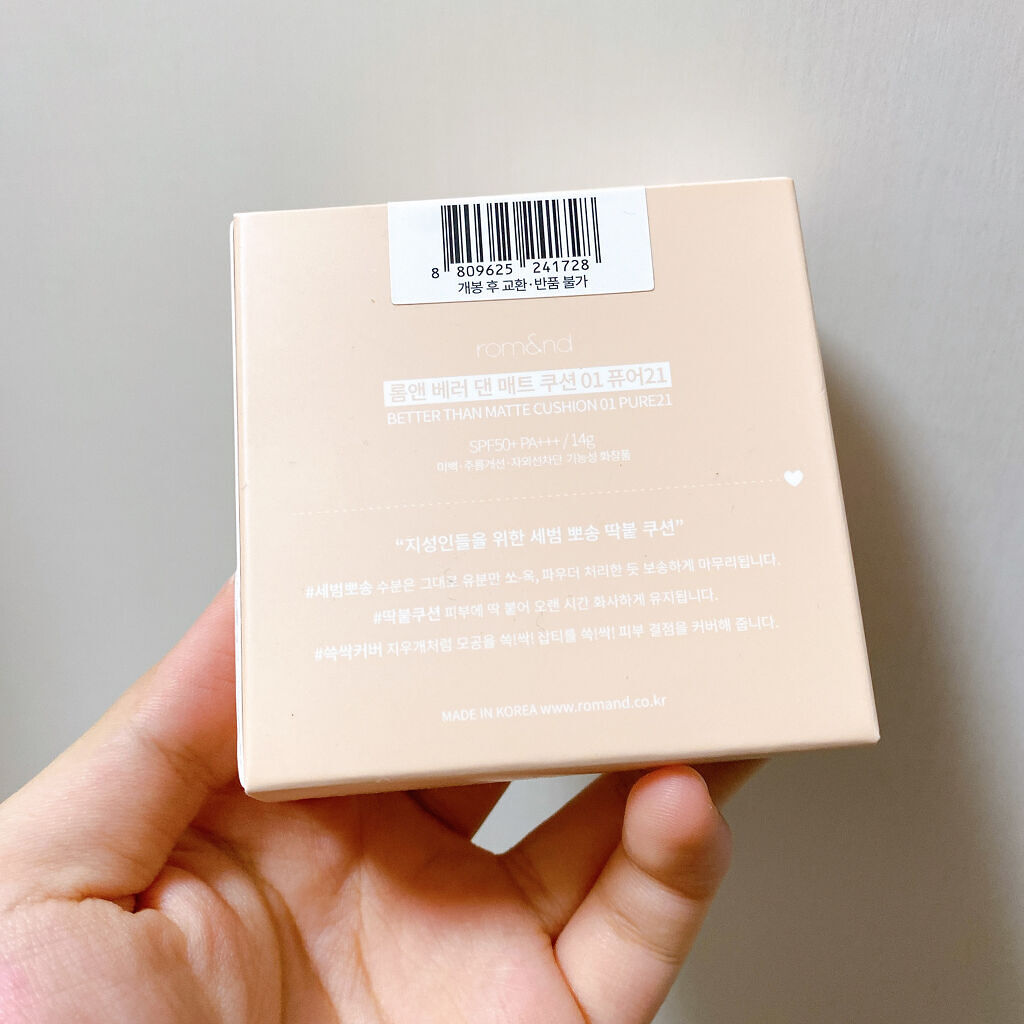 8 809625 241728
개봉 후 교환·반품 불가
rom&nd
롬앤 베러 댄 매트 쿠션 01 퓨어21
BETTER THAN MATTE CUSHION 01 PURE21
SPF50+ PA+++ / 14g
미백·주름개선·자외선차단 기능성 화장품
“지성인들을 위한 세범 뽀송 딱붙 쿠션”
#세범뽀송 수분은 그대로 유분만 쏘-옥, 파우더 처리한 듯 보송하게 마무리됩니다.
#딱붙쿠션 피부에 딱 붙어 오랜 시간 화사하게 유지됩니다.
#쓱싹커버 지우개처럼 모공을 쓱!싹! 잡티를 쓱!싹! 피부 결점을 커버해 줍니다.
MADE IN KOREA www.romand.co.kr